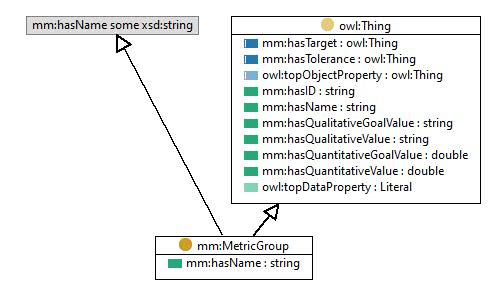 mm:hasName some xsd:string
owl:Thing
mm:hasTarget : owl:Thing
mm:hasTolerance : owl:Thing
owl:topObjectProperty : owl:Thing
mm:hasID : string
mm:hasName : string
mm:hasQualitativeGoalValue : string
mm:hasQualitativeValue : string
mm:hasQuantitativeGoalValue : double
mm:hasQuantitativeValue : double
owl:topDataProperty : Literal
mm:MetricGroup
mm:hasName : string